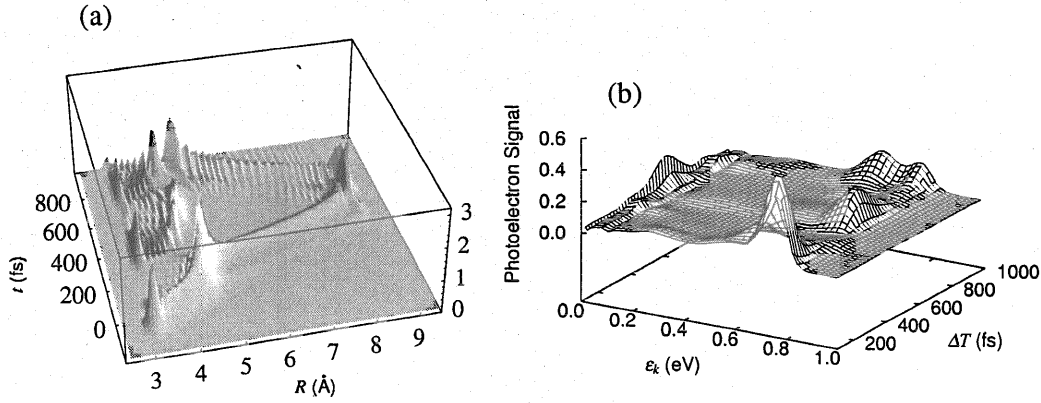 (a)
3
2
1
0
800
600
400
200
0
t (fs)
3 4 5 6 7 8 9
R (Å)
(b)
Photoelectron Signal
0.6
0.4
0.2
0.0
0.0 0.2 0.4 0.6 0.8 1.0
εk (eV)
200 400 600 800 1000
ΔT (fs)